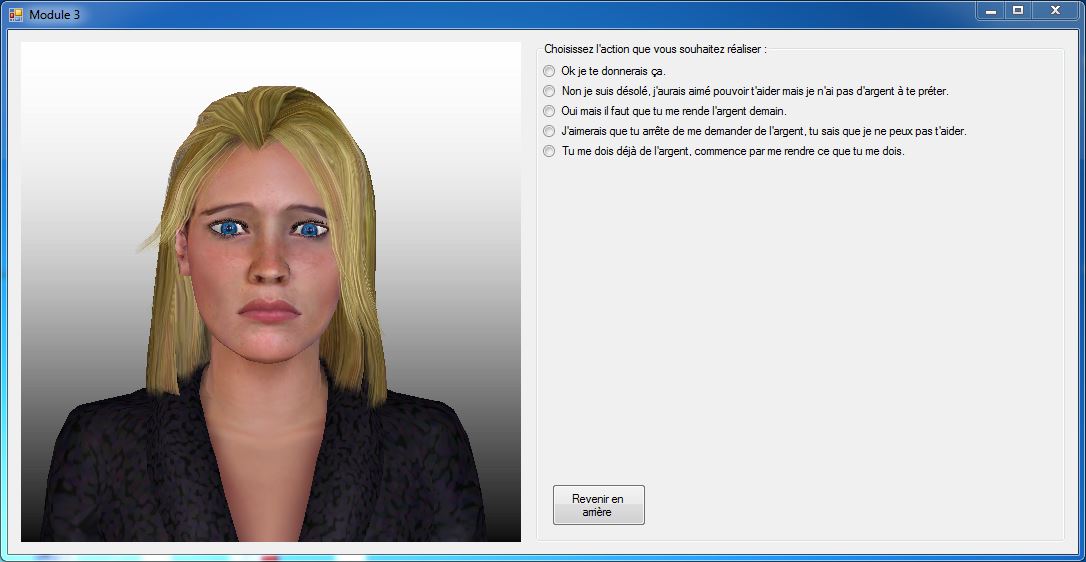 Module 3
Choisissez l'action que vous souhaitez réaliser :
Ok je te donnerais ça.
Non je suis désolé, j'aurais aimé pouvoir t'aider mais je n'ai pas d'argent à te préter.
Oui mais il faut que tu me rende l'argent demain.
J'aimerais que tu arrête de me demander de l'argent, tu sais que je ne peux pas t'aider.
Tu me dois déjà de l'argent, commence par me rendre ce que tu me dois.
Revenir en
arrière